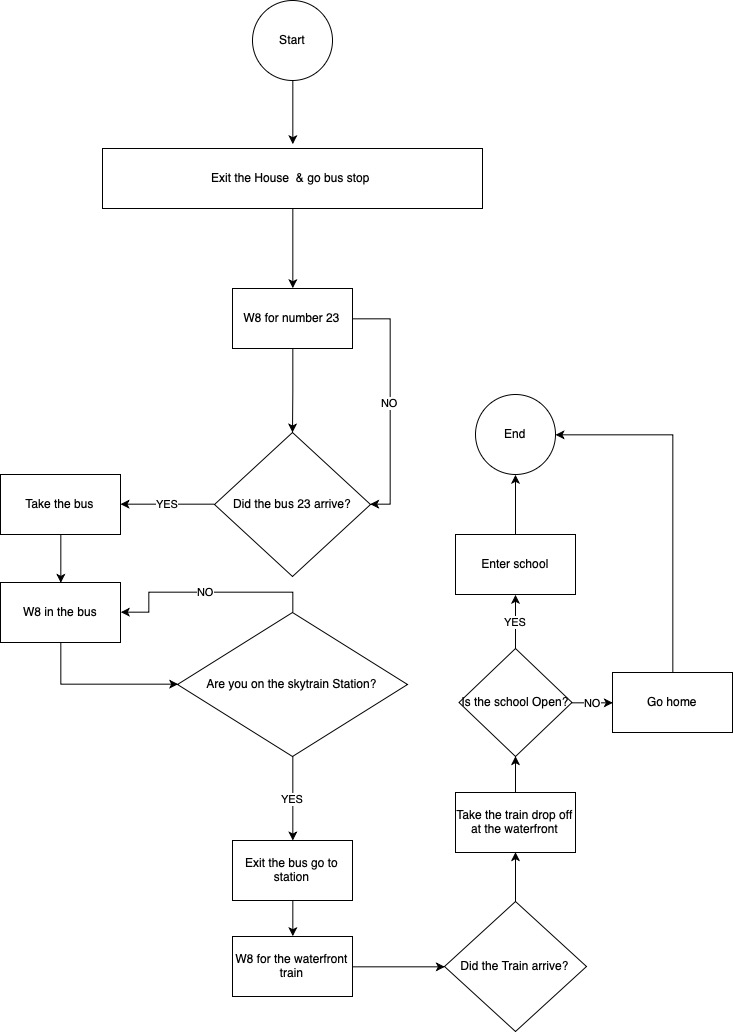 Start
Exit the House & go bus stop
W8 for number 23
NO
Did the bus 23 arrive?
YES
Take the bus
W8 in the bus
NO
Are you on the skytrain Station?
YES
Exit the bus go to
station
W8 for the waterfront
train
Did the Train arrive?
Take the train drop off
at the waterfront
Is the school Open?
NO
Go home
YES
Enter school
End